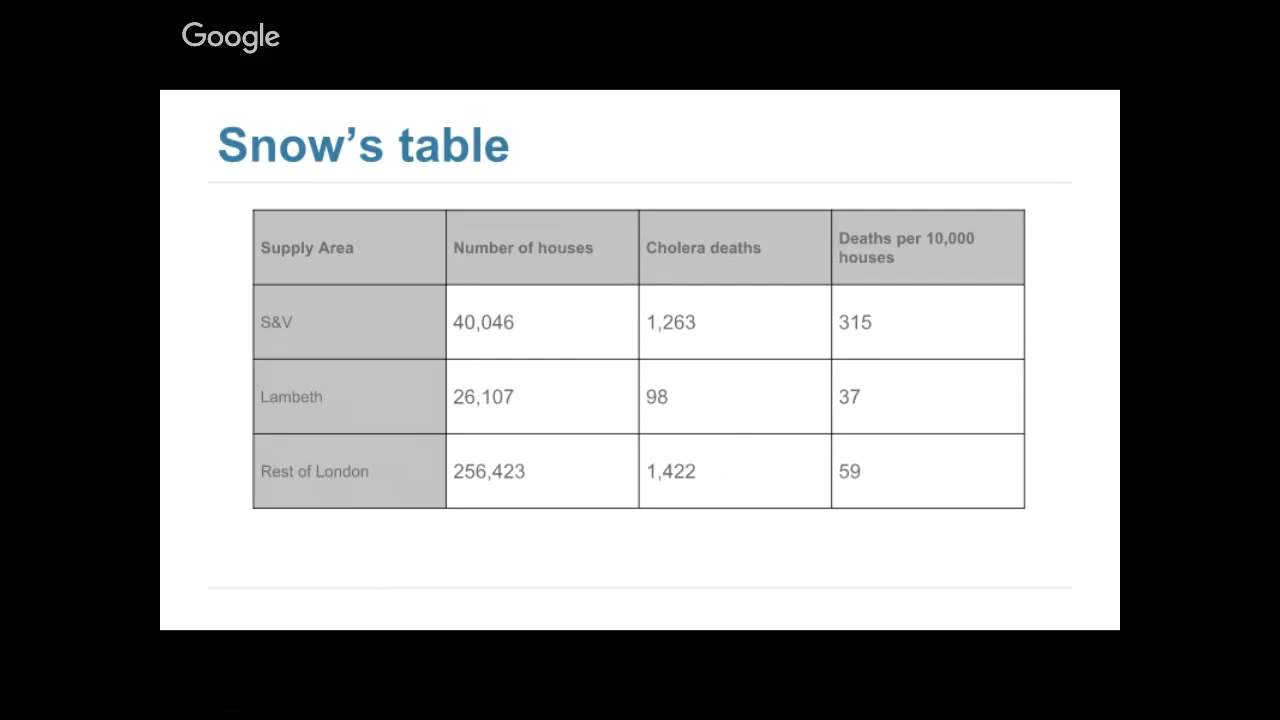 Google
Snow’s table
Supply Area
Number of houses
Cholera deaths
Deaths per 10,000
houses
S&V
40,046
1,263
315
Lambeth
26,107
98
37
Rest of London
256,423
1,422
59